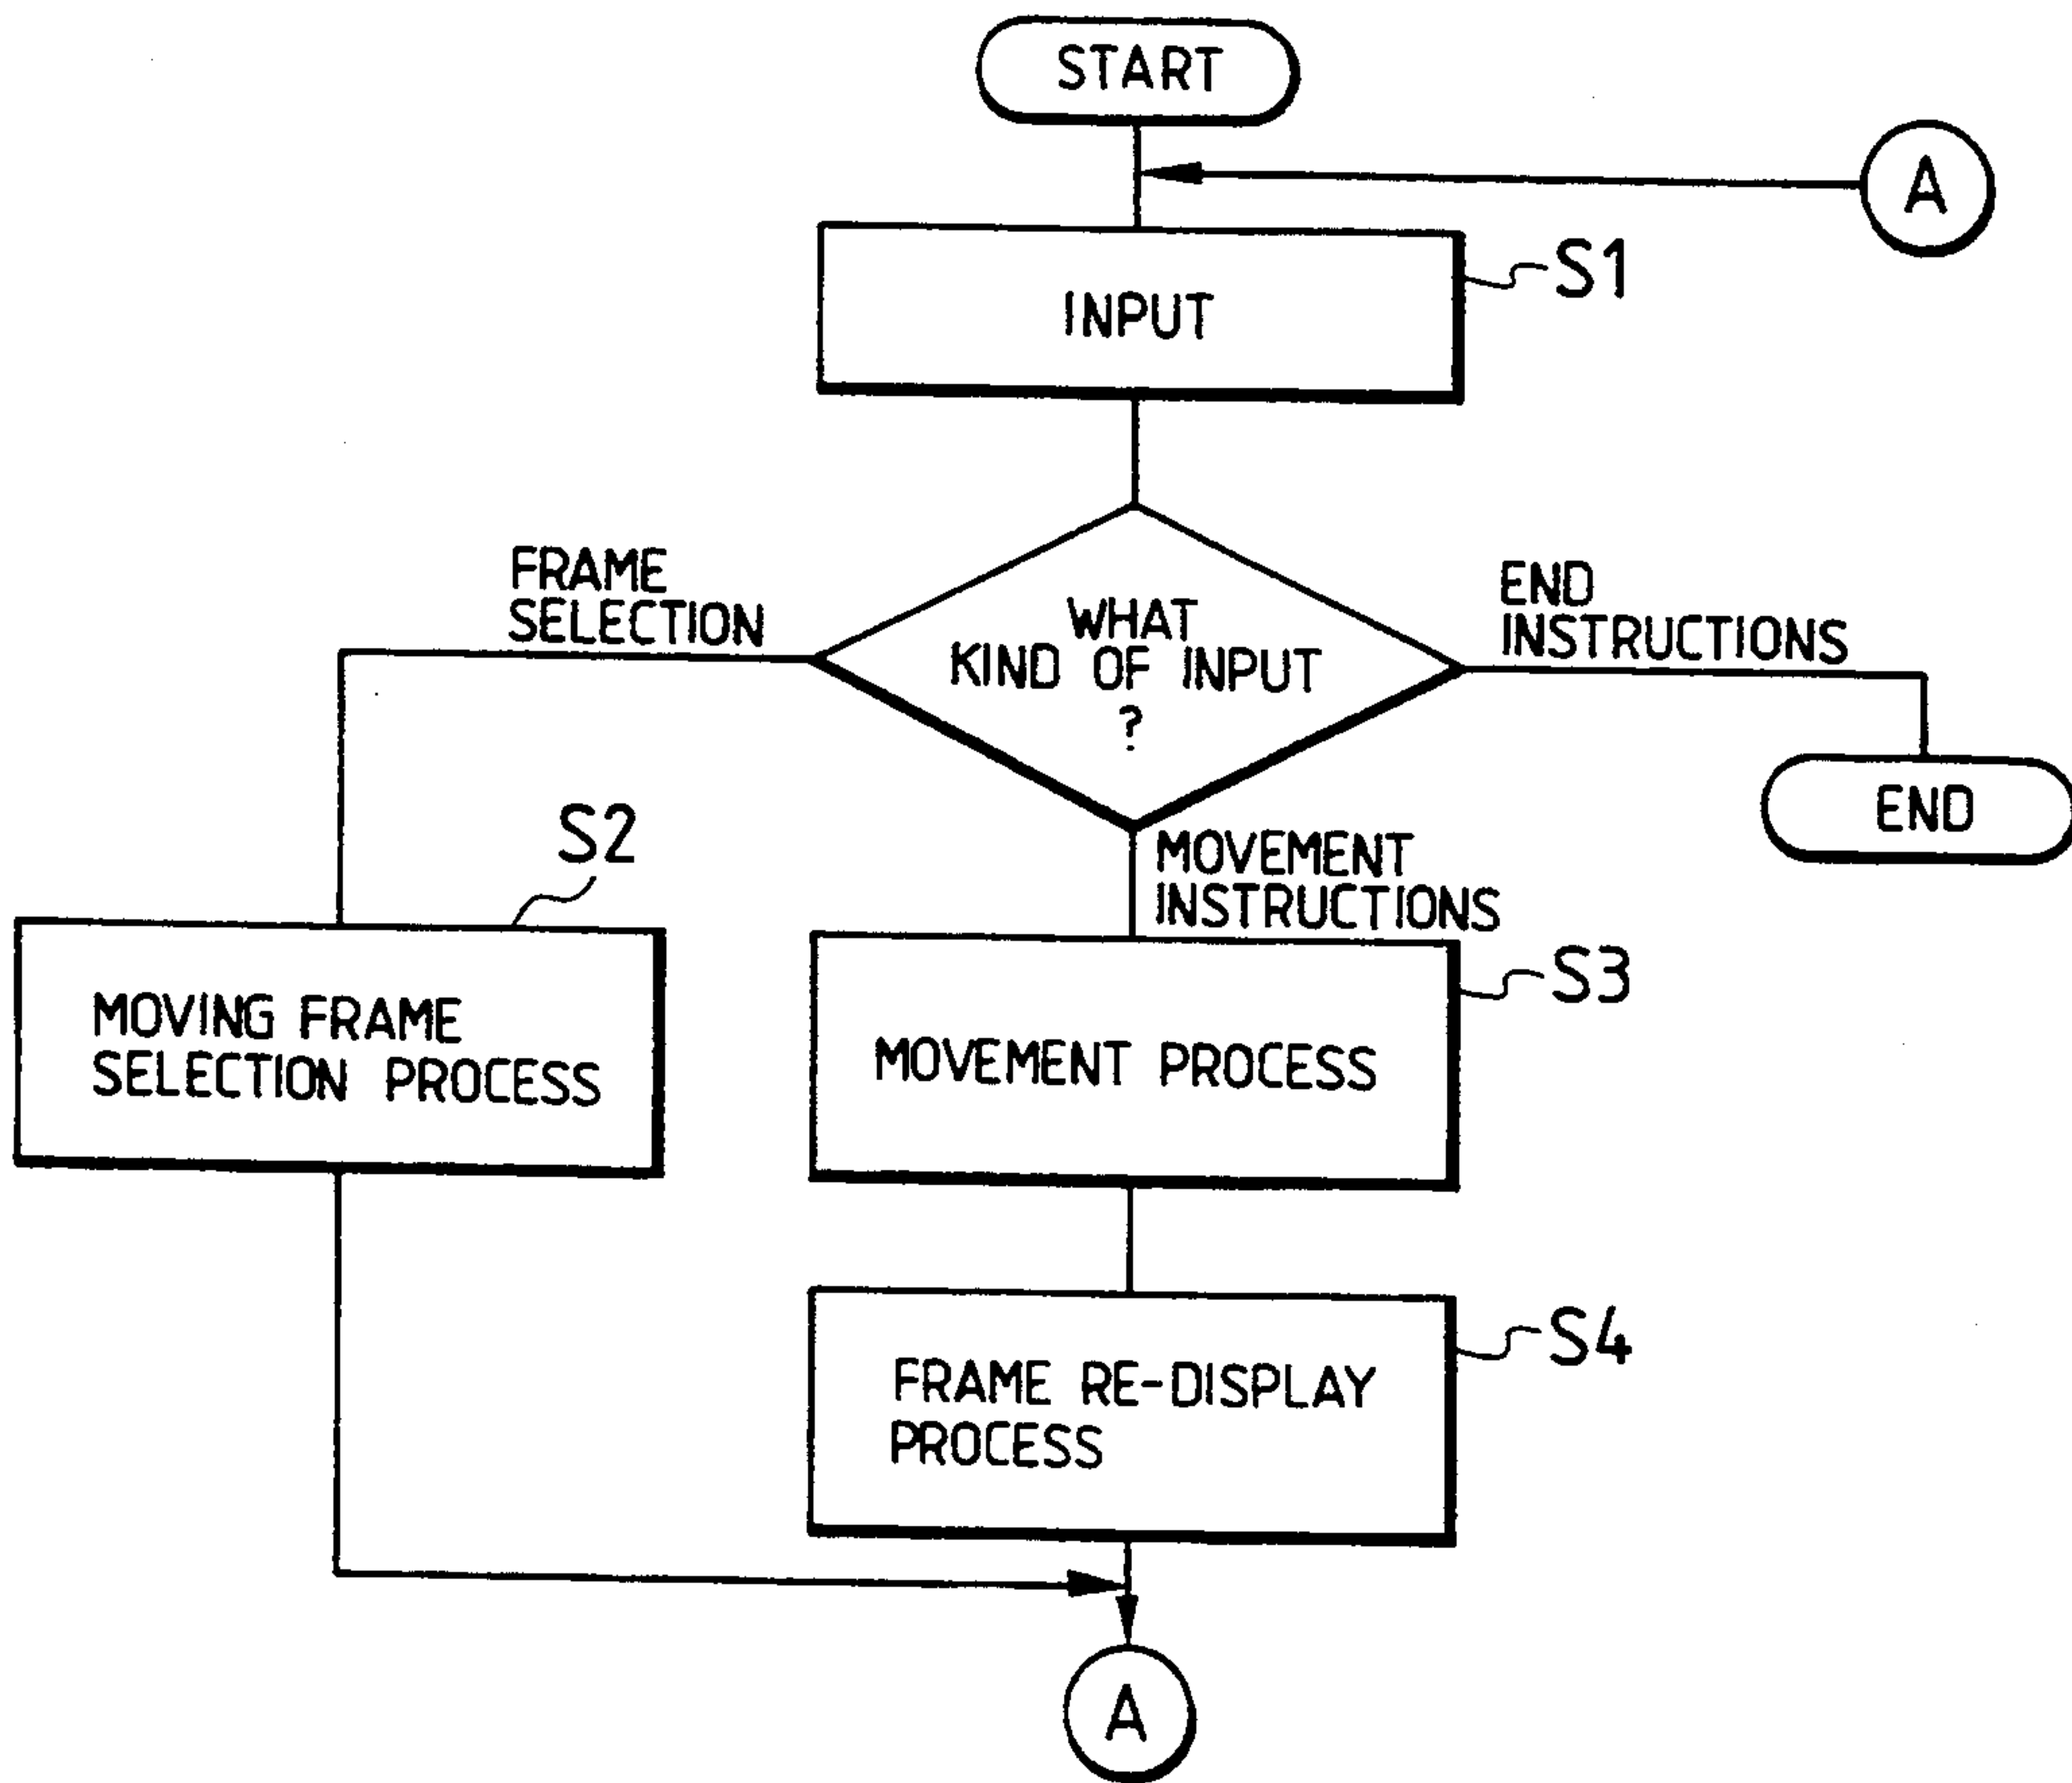 START
A
INPUT
S1
WHAT
KIND OF INPUT
?
FRAME
SELECTION
END
INSTRUCTIONS
END
MOVEMENT
INSTRUCTIONS
S2
MOVING FRAME
SELECTION PROCESS
S3
MOVEMENT PROCESS
S4
FRAME RE-DISPLAY
PROCESS
A